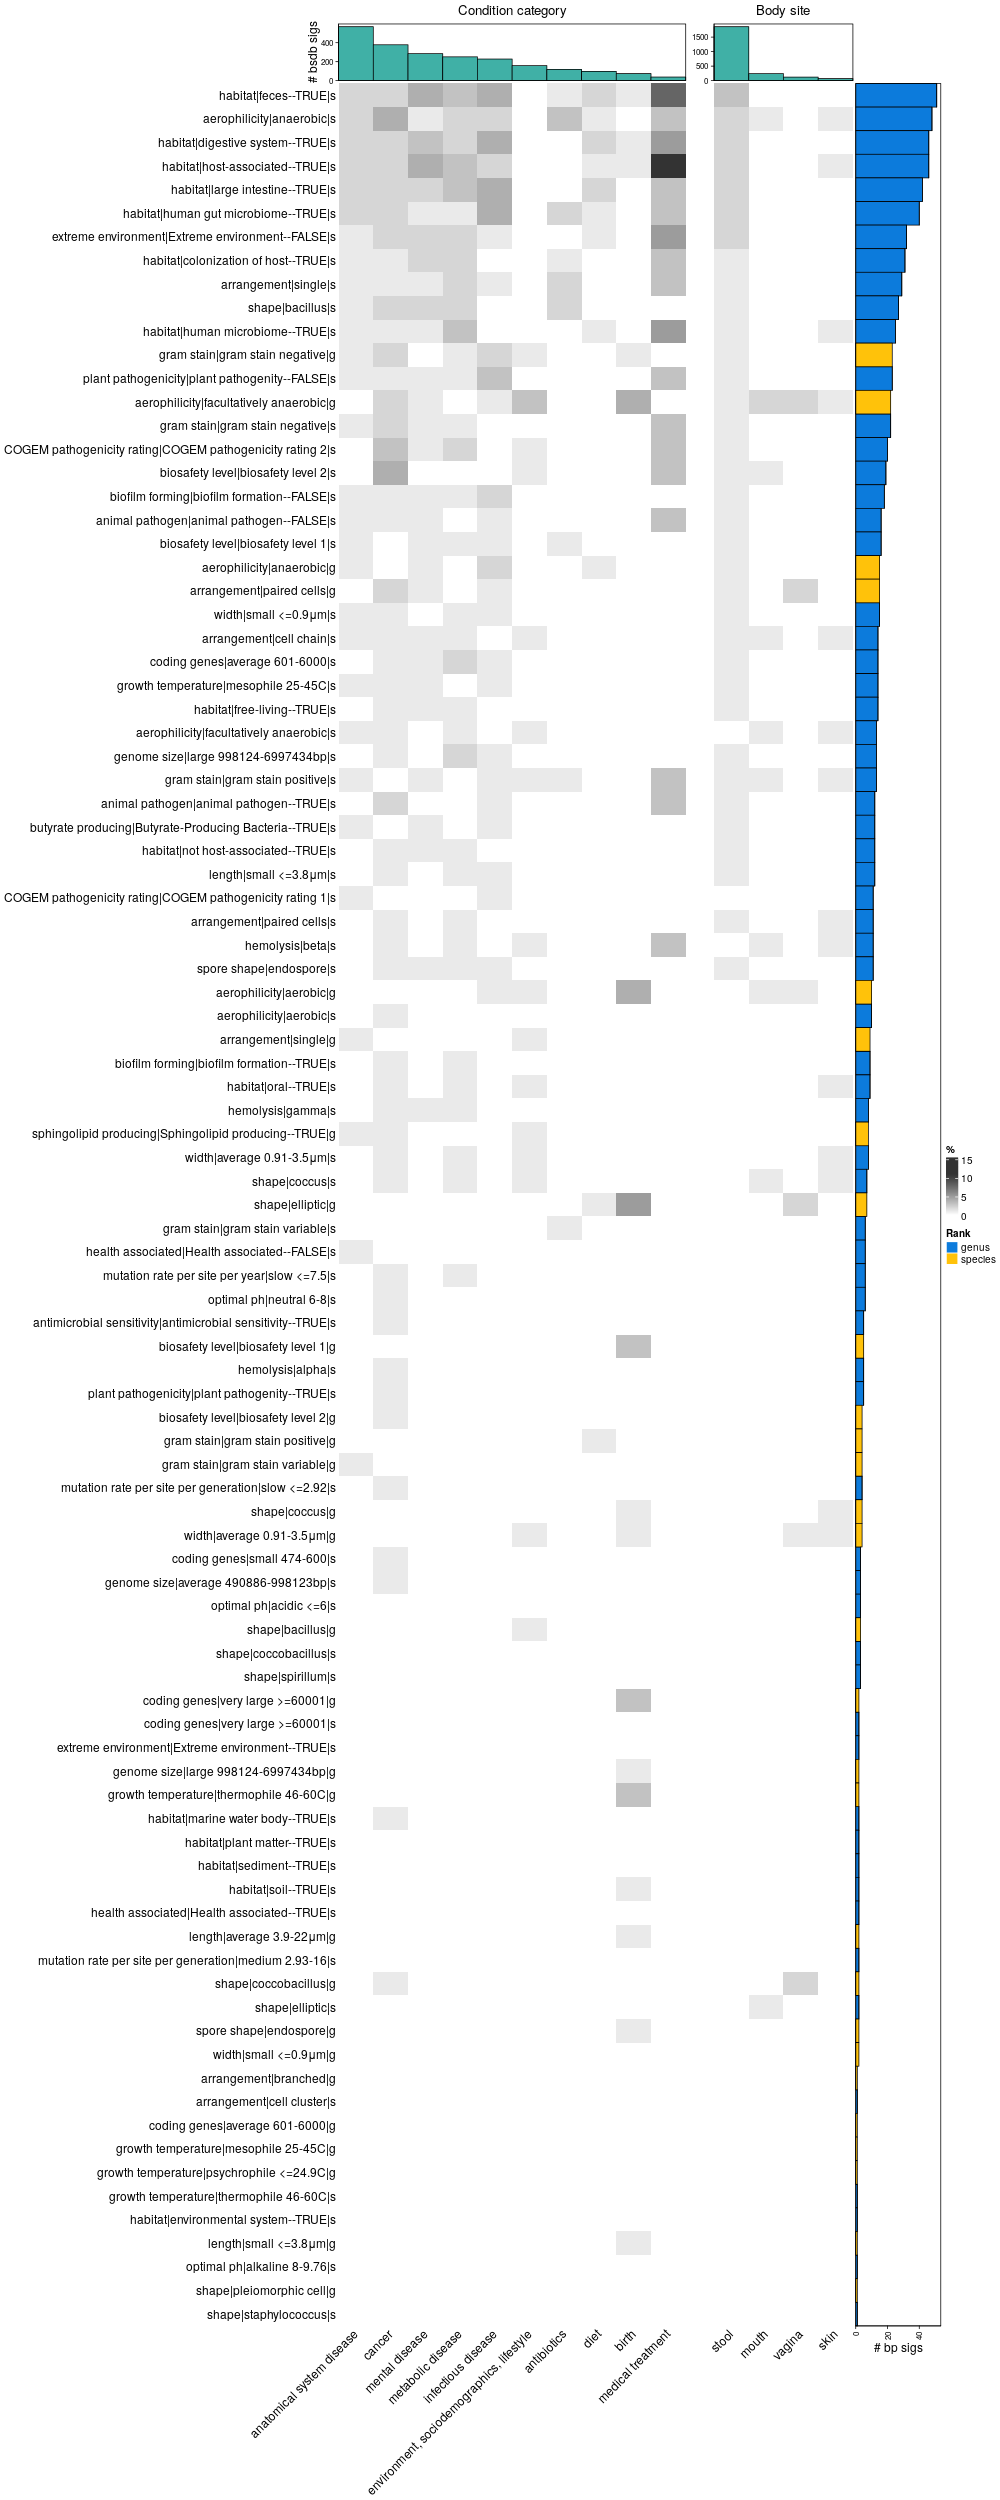 Condition category
Body site
# bsdb sigs
400
200
0
1500
1000
500
0
habitat|feces--TRUE|s
aerophilicity|anaerobic|s
habitat|digestive system--TRUE|s
habitat|host-associated--TRUE|s
habitat|large intestine--TRUE|s
habitat|human gut microbiome--TRUE|s
extreme environment|Extreme environment--FALSE|s
habitat|colonization of host--TRUE|s
arrangement|single|s
shape|bacillus|s
habitat|human microbiome--TRUE|s
gram stain|gram stain negative|g
plant pathogenicity|plant pathogenity--FALSE|s
aerophilicity|facultatively anaerobic|g
gram stain|gram stain negative|s
COGEM pathogenicity rating|COGEM pathogenicity rating 2|s
biosafety level|biosafety level 2|s
biofilm forming|biofilm formation--FALSE|s
animal pathogen|animal pathogen--FALSE|s
biosafety level|biosafety level 1|s
aerophilicity|anaerobic|g
arrangement|paired cells|g
width|small <=0.9μm|s
arrangement|cell chain|s
coding genes|average 601-6000|s
growth temperature|mesophile 25-45C|s
habitat|free-living--TRUE|s
aerophilicity|facultatively anaerobic|s
genome size|large 998124-6997434bp|s
gram stain|gram stain positive|s
animal pathogen|animal pathogen--TRUE|s
butyrate producing|Butyrate-Producing Bacteria--TRUE|s
habitat|not host-associated--TRUE|s
length|small <=3.8μm|s
COGEM pathogenicity rating|COGEM pathogenicity rating 1|s
arrangement|paired cells|s
hemolysis|beta|s
spore shape|endospore|s
aerophilicity|aerobic|g
aerophilicity|aerobic|s
arrangement|single|g
biofilm forming|biofilm formation--TRUE|s
habitat|oral--TRUE|s
hemolysis|gamma|s
sphingolipid producing|Sphingolipid producing--TRUE|g
width|average 0.91-3.5μm|s
shape|coccus|s
shape|elliptic|g
gram stain|gram stain variable|s
health associated|Health associated--FALSE|s
mutation rate per site per year|slow <=7.5|s
optimal ph|neutral 6-8|s
antimicrobial sensitivity|antimicrobial sensitivity--TRUE|s
biosafety level|biosafety level 1|g
hemolysis|alpha|s
plant pathogenicity|plant pathogenity--TRUE|s
biosafety level|biosafety level 2|g
gram stain|gram stain positive|g
gram stain|gram stain variable|g
mutation rate per site per generation|slow <=2.92|s
shape|coccus|g
width|average 0.91-3.5μm|g
coding genes|small 474-600|s
genome size|average 490886-998123bp|s
optimal ph|acidic <=6|s
shape|bacillus|g
shape|coccobacillus|s
shape|spirillum|s
coding genes|very large >=60001|g
coding genes|very large >=60001|s
extreme environment|Extreme environment--TRUE|s
genome size|large 998124-6997434bp|g
growth temperature|thermophile 46-60C|g
habitat|marine water body--TRUE|s
habitat|plant matter--TRUE|s
habitat|sediment--TRUE|s
habitat|soil--TRUE|s
health associated|Health associated--TRUE|s
length|average 3.9-22μm|g
mutation rate per site per generation|medium 2.93-16|s
shape|coccobacillus|g
shape|elliptic|s
spore shape|endospore|g
width|small <=0.9μm|g
arrangement|branched|g
arrangement|cell cluster|s
coding genes|average 601-6000|g
growth temperature|mesophile 25-45C|g
growth temperature|psychrophile <=24.9C|g
growth temperature|thermophile 46-60C|s
habitat|environmental system--TRUE|s
length|small <=3.8μm|g
optimal ph|alkaline 8-9.76|s
shape|pleiomorphic cell|g
shape|staphylococcus|s
anatomical system disease
cancer
mental disease
metabolic disease
infectious disease
environment, sociodemographics, lifestyle
antibiotics
diet
birth
medical treatment
stool
mouth
vagina
skin
0
20
40
# bp sigs
%
15
10
5
0
Rank
genus
species